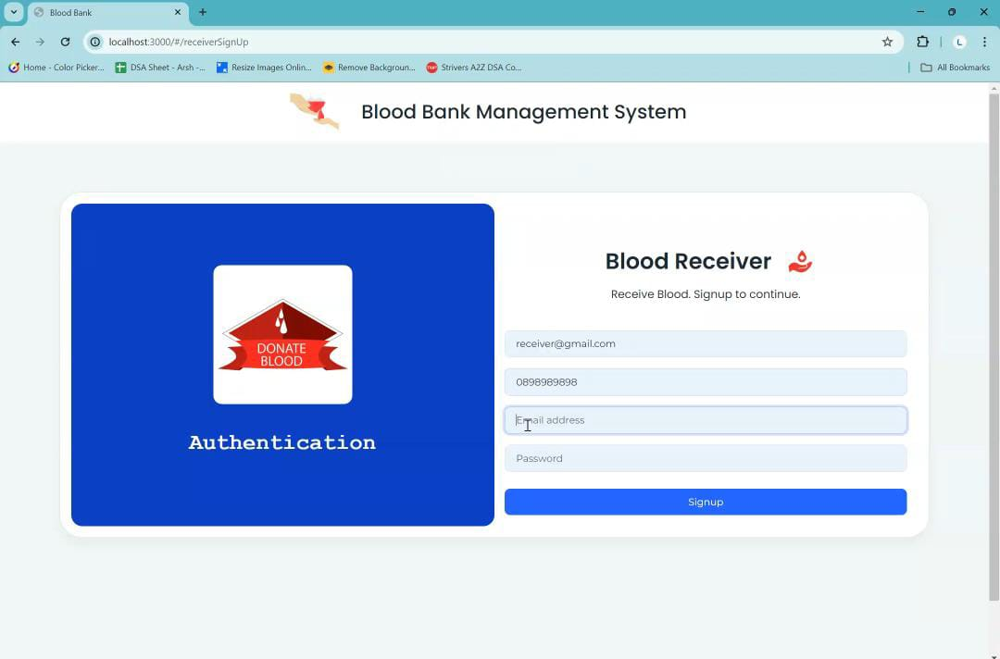 Blood Bank
localhost:3000/#/receiverSignUp
L
Home - Color Picker...
DSA Sheet - Arsh -...
Resize Images Onlin...
Remove Backgroun...
Strivers A2Z DSA Co...
All Bookmarks
Blood Bank Management System
DONATE
BLOOD
Authentication
Blood Receiver
Receive Blood. Signup to continue.
receiver@gmail.com
0898989898
Email address
Password
Signup